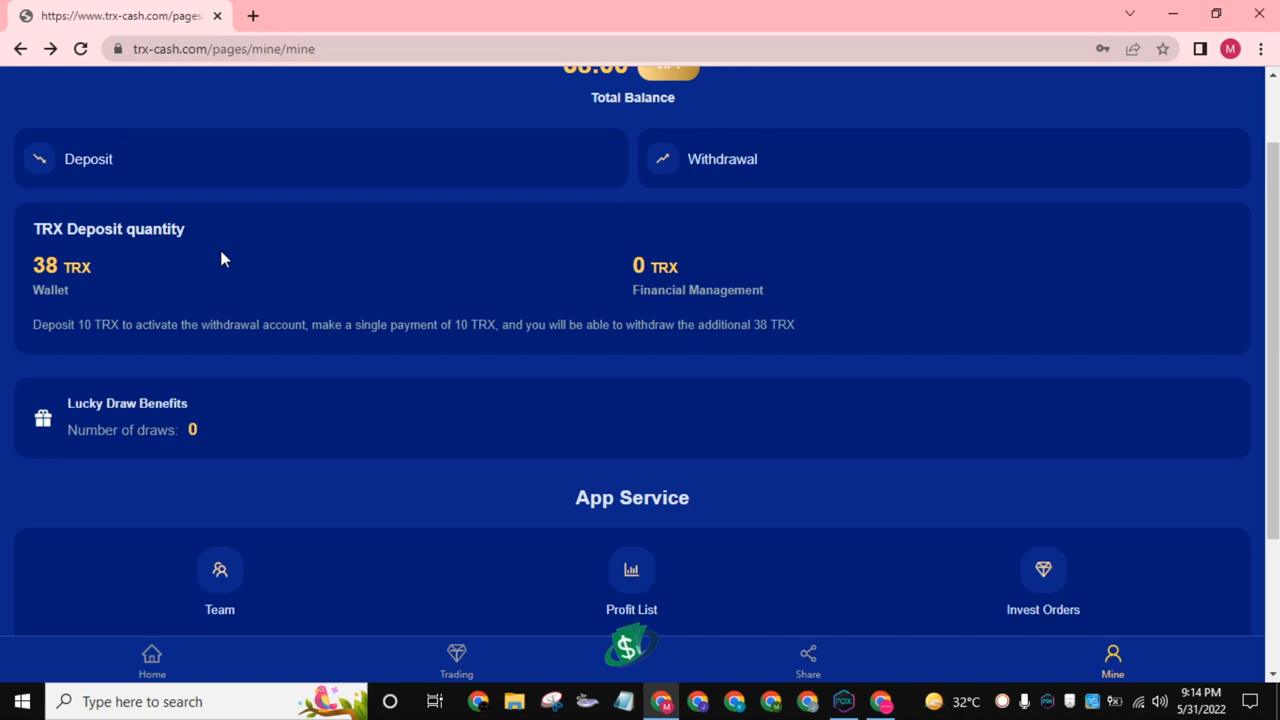 https://www.trx-cash.com/pages
trx-cash.com/pages/mine/mine
M
Total Balance
Deposit
Withdrawal
TRX Deposit quantity
38 TRX
0 TRX
Wallet
Financial Management
Deposit 10 TRX to activate the withdrawal account, make a single payment of 10 TRX, and you will be able to withdraw the additional 38 TRX
Lucky Draw Benefits
Number of draws: 0
App Service
Team
Profit List
Invest Orders
Home
Trading
Share
Mine
Type here to search
32°C
9:14 PM
5/31/2022